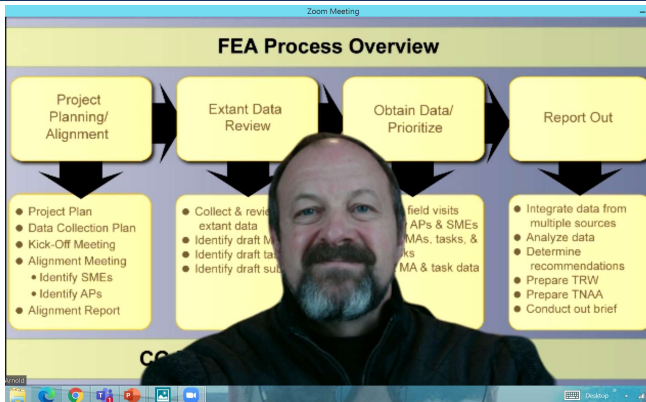 Zoom Meeting
FEA Process Overview
Project
Planning/
Alignment
Extant Data
Review
Obtain Data/
Prioritize
Report Out
Project Plan
Data Collection Plan
Kick-Off Meeting
Alignment Meeting
Identify SMEs
Identify APs
Alignment Report
Collect & revie
extant data
Identify draft M
Identify draft tas
Identify draft sub
field visits
APs & SMEs
MAs, tasks, &
ks
MA & task data
Integrate data from
multiple sources
Analyze data
Determine
recommendations
Prepare TRW
Prepare TNAA
Conduct out brief
Arnold
Desktop